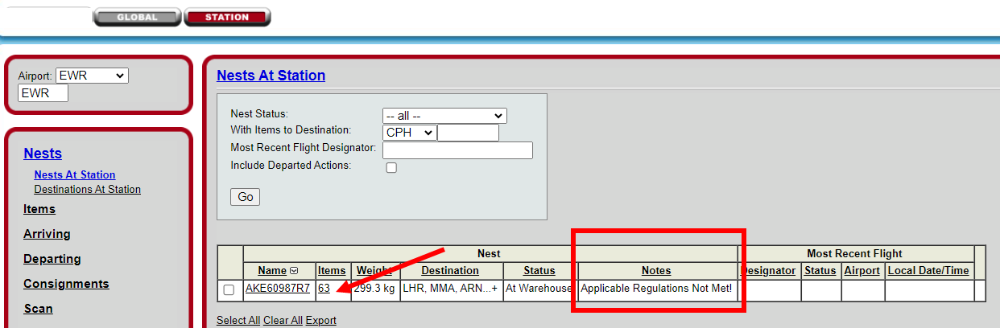 GLOBAL STATION
Airport: EWR
EWR
Nests
Nests At Station
Destinations At Station
Items
Arriving
Departing
Consignments
Scan
Nests At Station
Nest Status: -- all --
With Items to Destination: CPH
Most Recent Flight Designator:
Include Departed Actions:
Go
Nest Most Recent Flight
Name Items Weight Destination Status Notes Designator Status Airport Local Date/Time
AKE60987R7 63 299.3 kg LHR, MMA, ARN...+ At Warehouse Applicable Regulations Not Met!
Select All Clear All Export